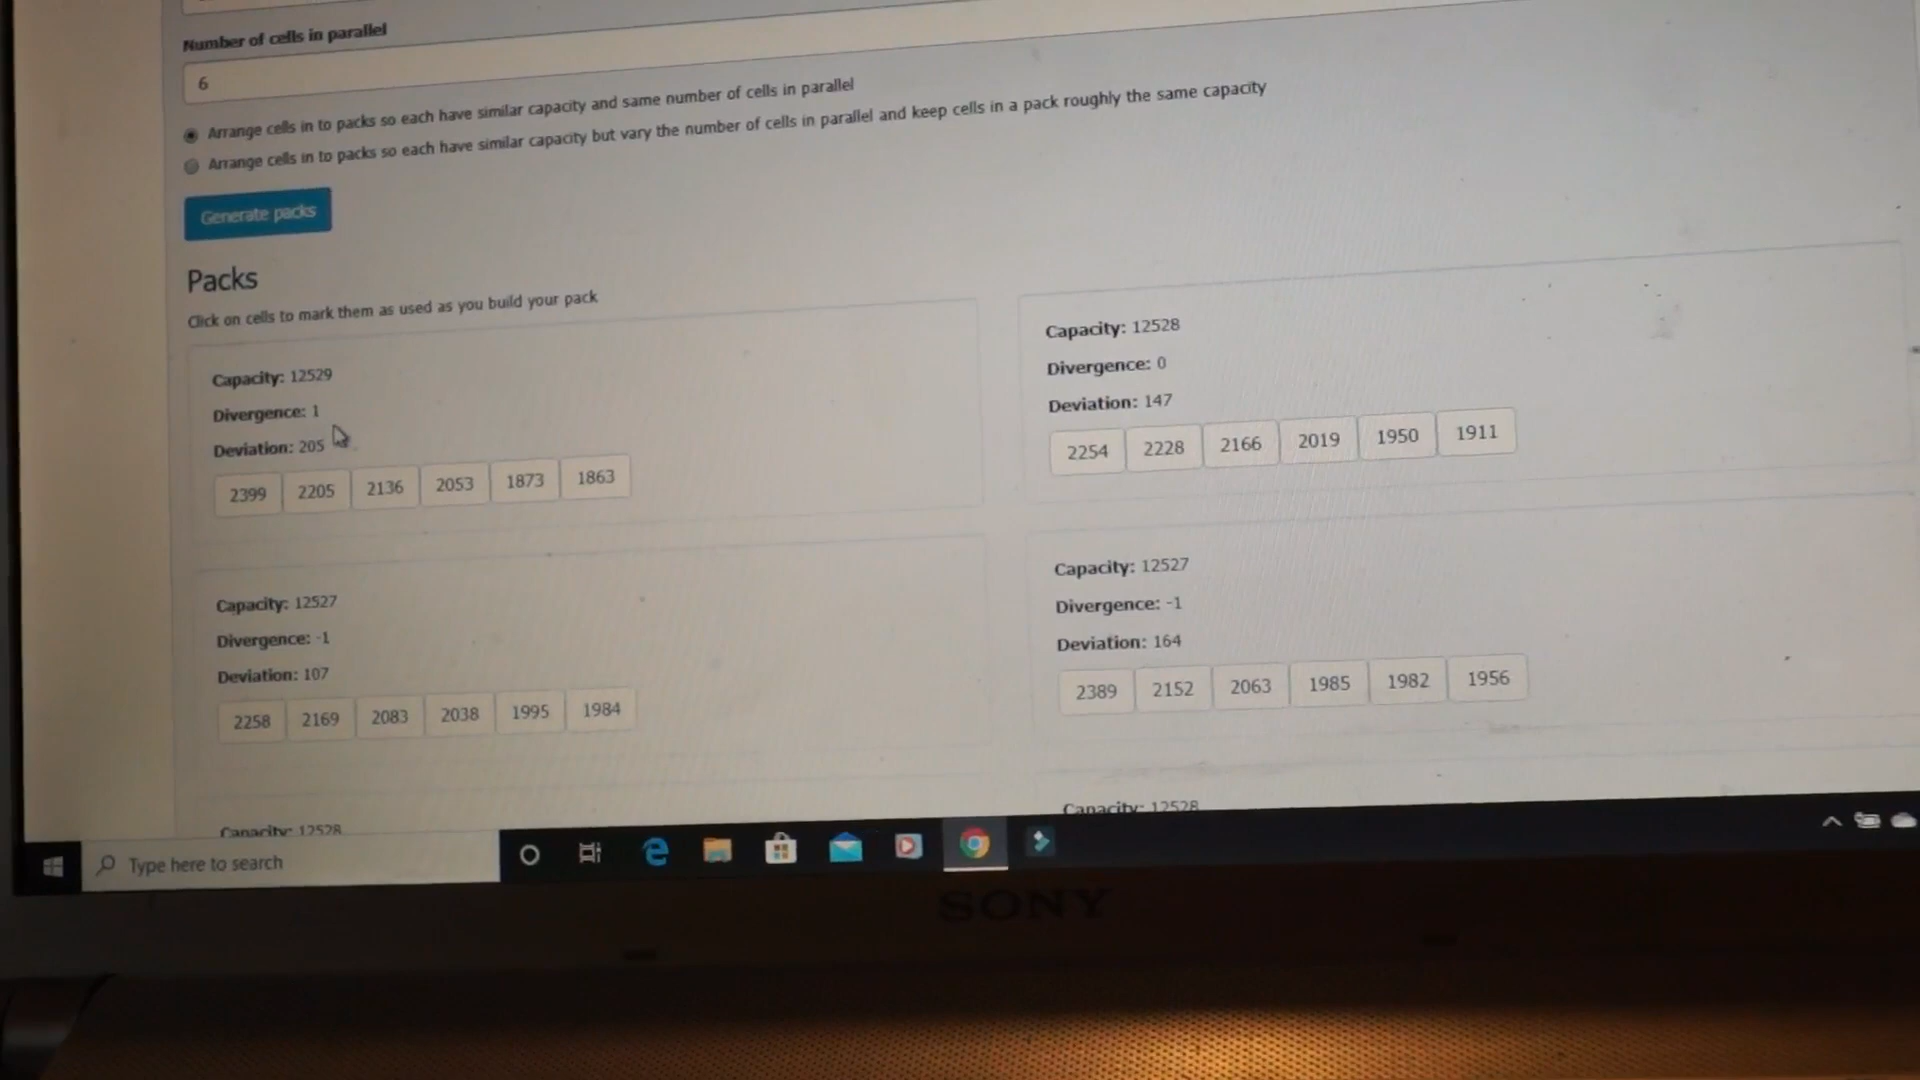 Number of cells in parallel
6
Arrange cells in to packs so each have similar capacity and same number of cells in parallel
Arrange cells in to packs so each have similar capacity but vary the number of cells in parallel and keep cells in a pack roughly the same capacity
Generate packs
Packs
Click on cells to mark them as used as you build your pack
Capacity: 12529
Divergence: 1
Deviation: 205
2399 2205 2136 2053 1873 1863
Capacity: 12528
Divergence: 0
Deviation: 147
2254 2228 2166 2019 1950 1911
Capacity: 12527
Divergence: -1
Deviation: 107
2258 2169 2083 2038 1995 1984
Capacity: 12527
Divergence: -1
Deviation: 164
2389 2152 2063 1985 1982 1956
Capacity: 12528
Capacity: 12528
Type here to search
SONY